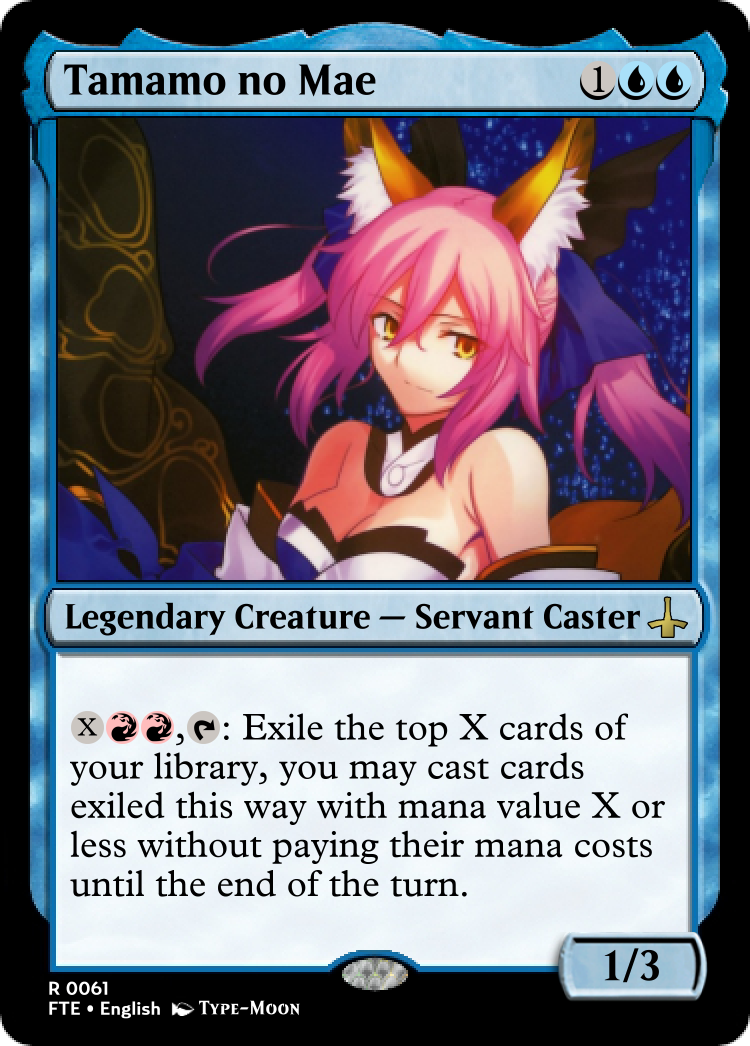 Tamamo no Mae 1
Legendary Creature — Servant Caster
X, : Exile the top X cards of
your library, you may cast cards
exiled this way with mana value X or
less without paying their mana costs
until the end of the turn.
1/3
R 0061
FTE • English Type-Moon